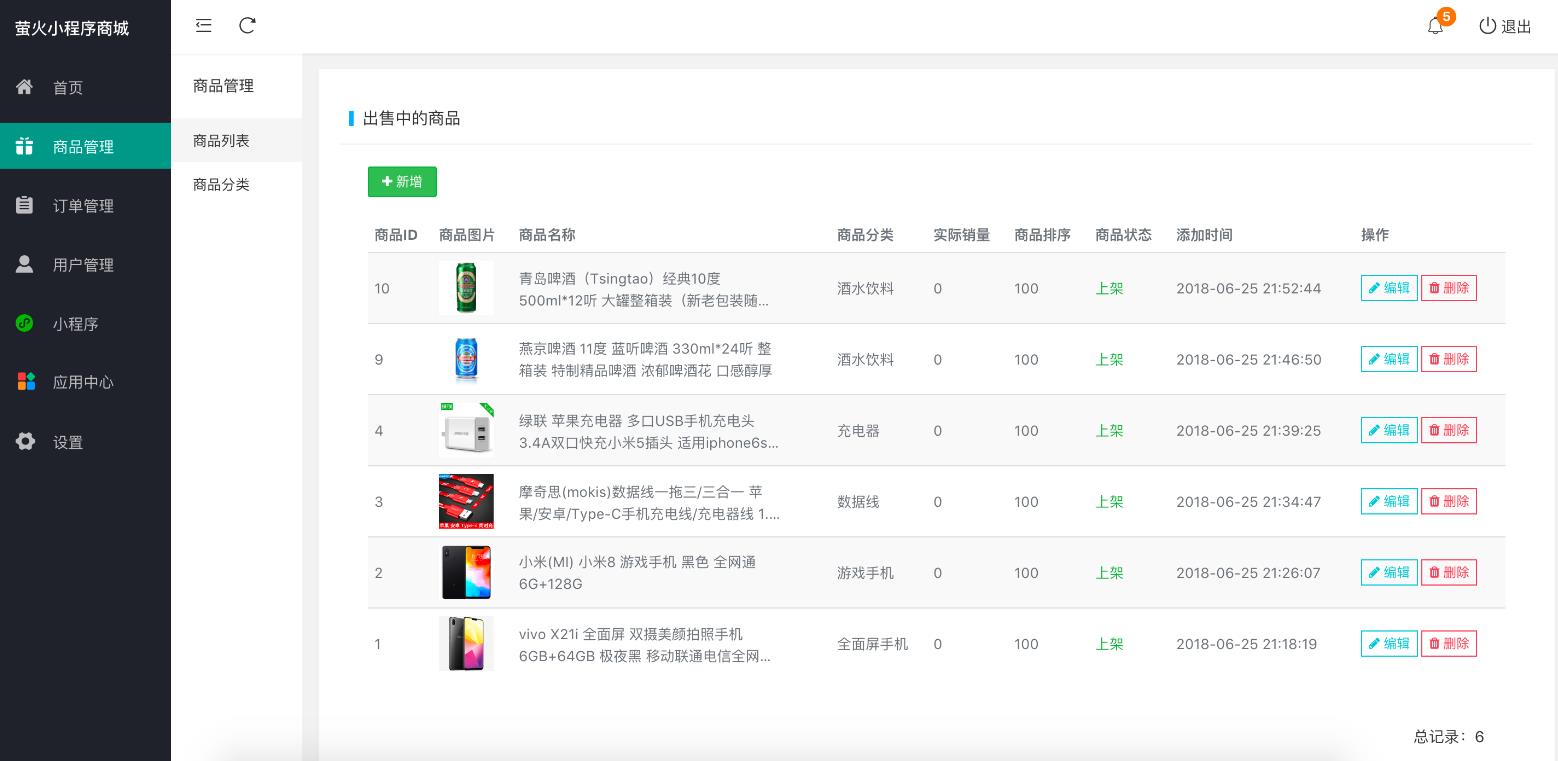 萤火小程序商城
5
退出
首页
商品管理
订单管理
用户管理
小程序
应用中心
设置
商品管理
商品列表
商品分类
出售中的商品
新增
商品ID 商品图片 商品名称 商品分类 实际销量 商品排序 商品状态 添加时间 操作
10 青岛啤酒（Tsingtao）经典10度 酒水饮料 0 100 上架 2018-06-25 21:52:44 编辑 删除
500ml*12听 大罐整箱装（新老包装随...
9 燕京啤酒 11度 蓝听啤酒 330ml*24听 整 酒水饮料 0 100 上架 2018-06-25 21:46:50 编辑 删除
箱装 特制精品啤酒 浓郁啤酒花 口感醇厚
4 绿联 苹果充电器 多口USB手机充电头 充电器 0 100 上架 2018-06-25 21:39:25 编辑 删除
3.4A双口快充小米5插头 适用iphone6s...
3 摩奇思(mokis)数据线一拖三/三合一 苹 数据线 0 100 上架 2018-06-25 21:34:47 编辑 删除
果/安卓/Type-C手机充电线/充电器线 1....
2 小米(MI) 小米8 游戏手机 黑色 全网通 游戏手机 0 100 上架 2018-06-25 21:26:07 编辑 删除
6G+128G
1 vivo X21i 全面屏 双摄美颜拍照手机 全面屏手机 0 100 上架 2018-06-25 21:18:19 编辑 删除
6GB+64GB 极夜黑 移动联通电信全网...
总记录：6